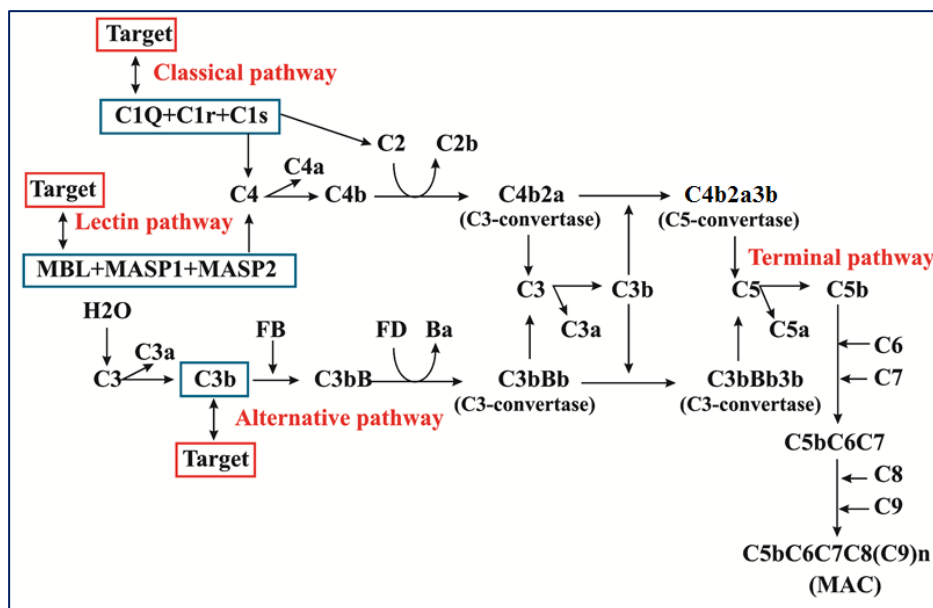 Target
Classical pathway
C1Q+C1r+C1s
C2
C2b
C4a
C4
C4b
C4b2a
(C3-convertase)
C4b2a3b
(C5-convertase)
Target
Lectin pathway
MBL+MASP1+MASP2
Terminal pathway
C3
C3b
C3a
C5
C5b
C5a
H2O
C3a
C3
C3b
FB
C3bB
FD
Ba
C3bBb
(C3-convertase)
C3bBb3b
(C3-convertase)
C6
C7
Alternative pathway
Target
C5bC6C7
C8
C9
C5bC6C7C8(C9)n
(MAC)